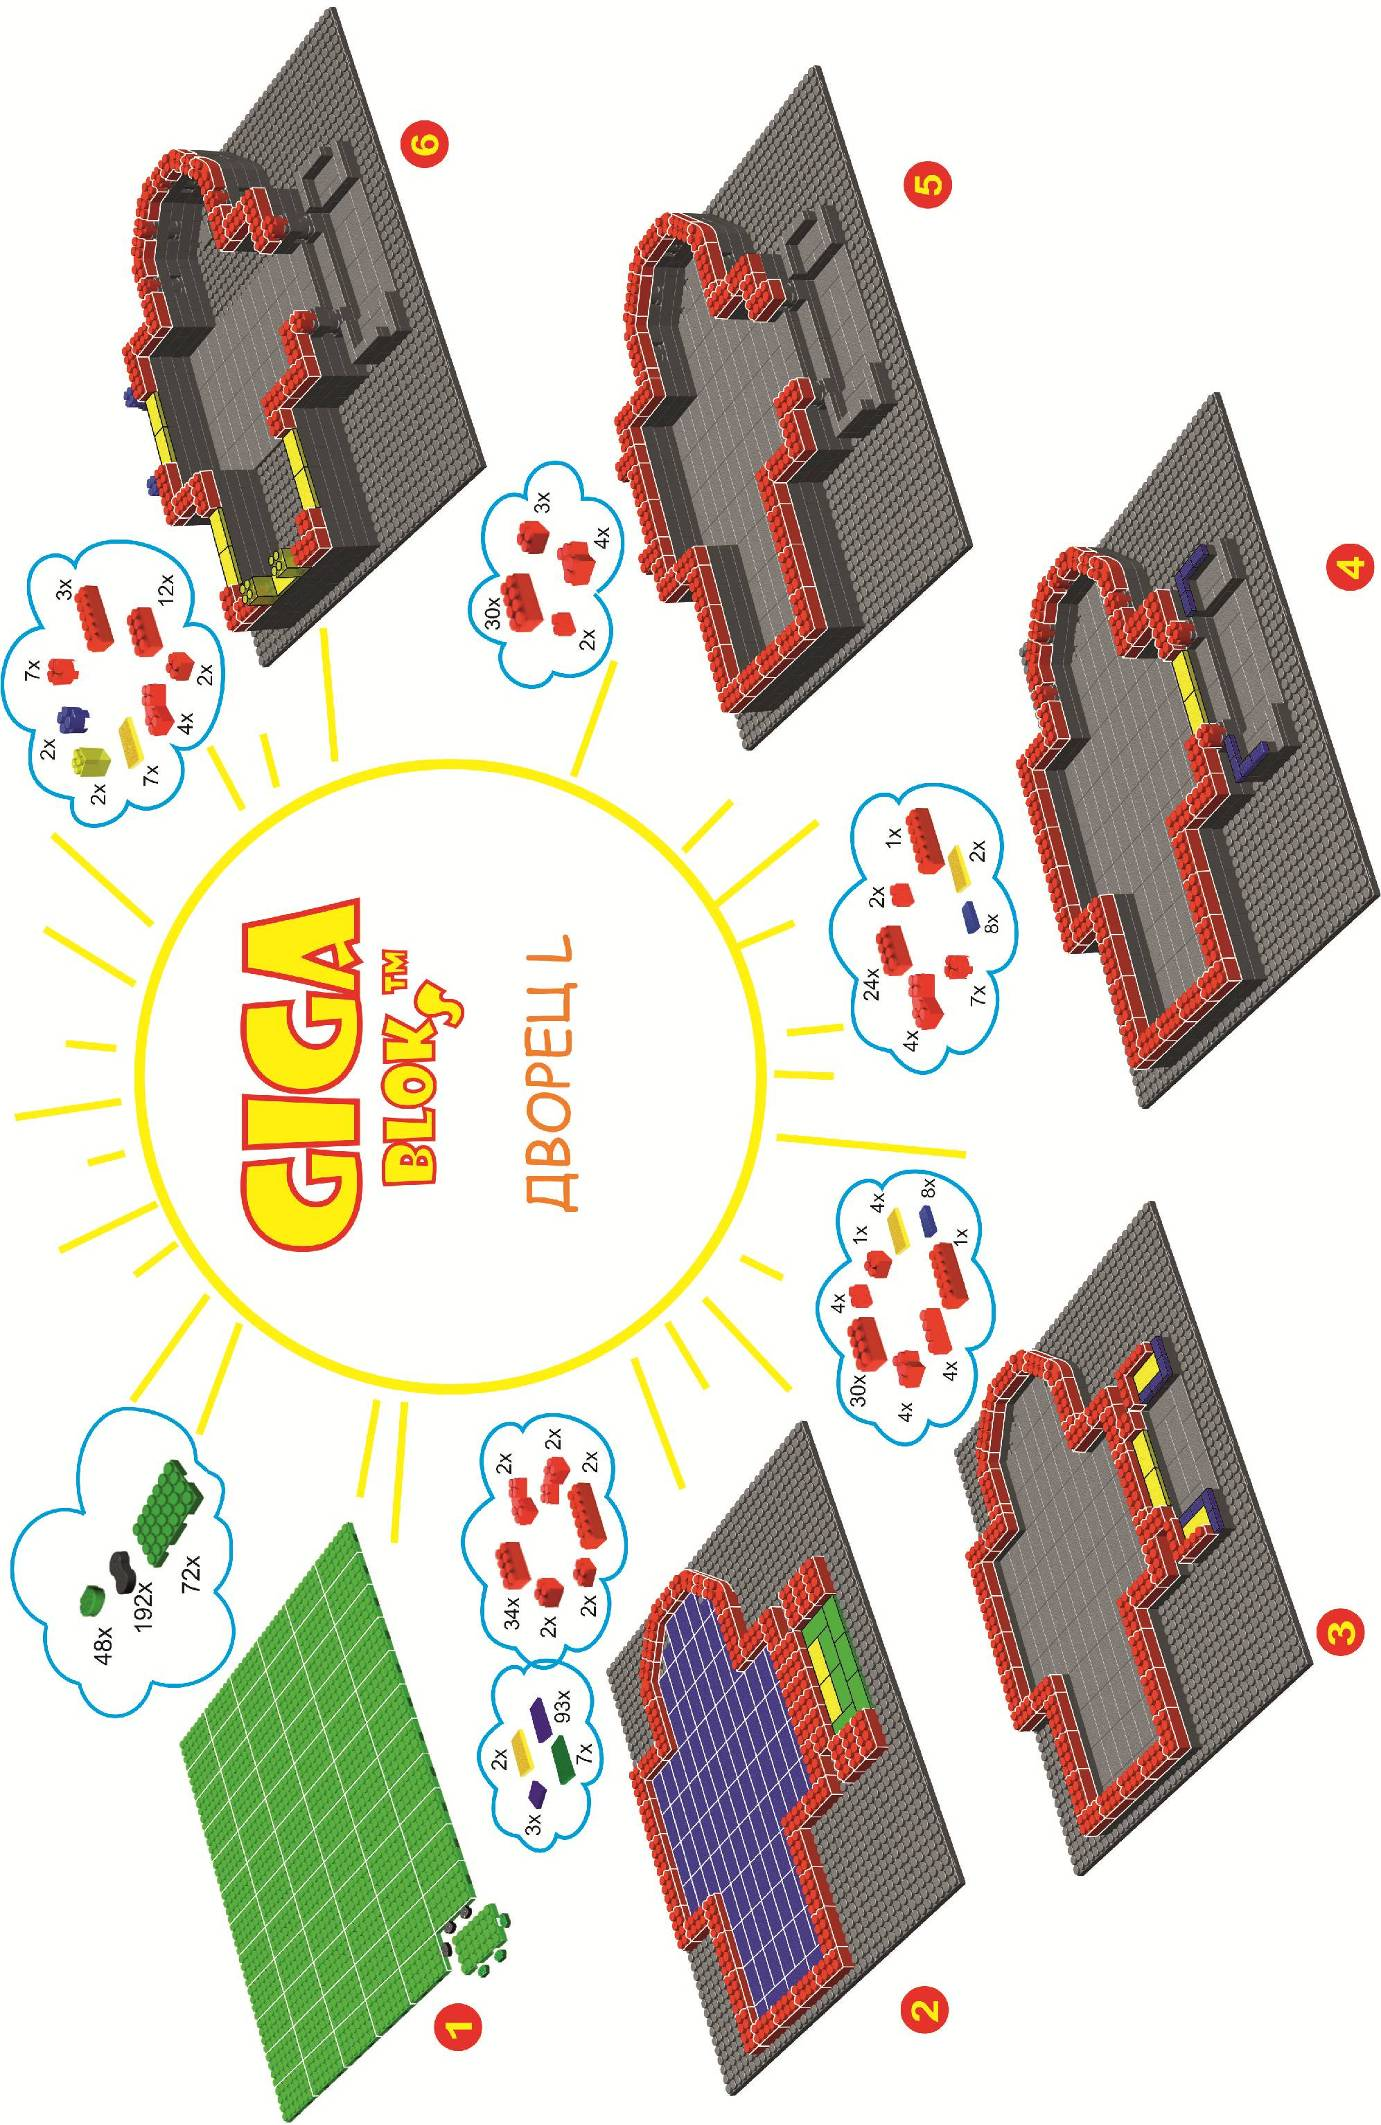 GIGA
BLOKS™
ДВОРЕЦ L
1
48x
192x
72x
2
3x
2x
93x
7x
34x
2x
2x
2x
2x
2x
3
30x
4x
1x
4x
8x
1x
4x
4x
4
4x
24x
2x
1x
2x
8x
7x
5
30x
3x
4x
2x
6
2x
2x
7x
3x
12x
2x
4x
7x